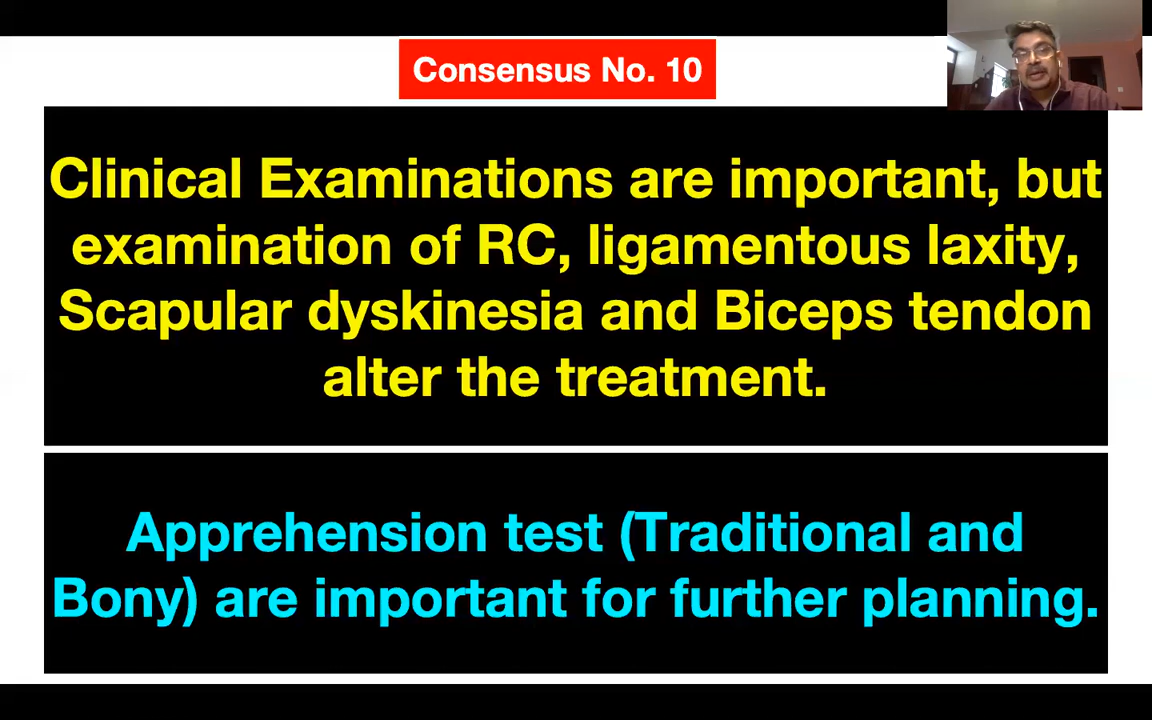 Consensus No. 10
Clinical Examinations are important, but
examination of RC, ligamentous laxity,
Scapular dyskinesia and Biceps tendon
alter the treatment.
Apprehension test (Traditional and
Bony) are important for further planning.